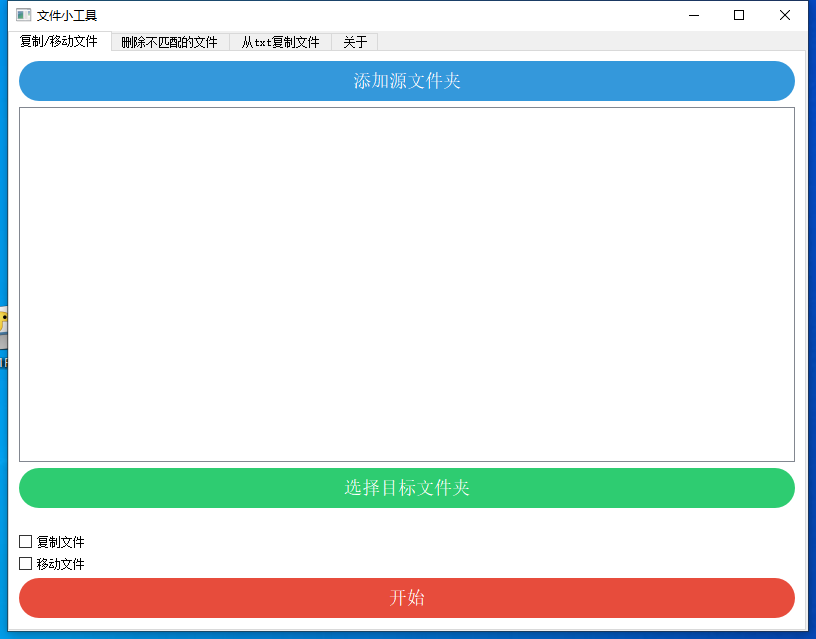 文件小工具
复制/移动文件 删除不匹配的文件 从txt复制文件 关于
添加源文件夹
选择目标文件夹
复制文件
移动文件
开始